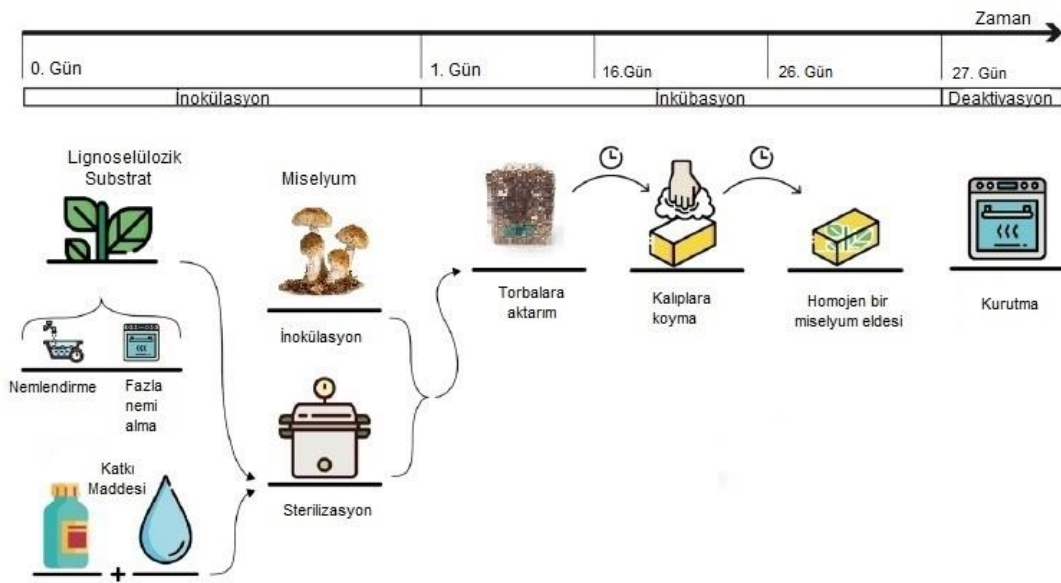 Zaman
0. Gün
1. Gün
16.Gün
26. Gün
27. Gün
İnokülasyon
İnkübasyon
Deaktivasyon
Lignoselülozik
Substrat
Miselyum
Torbalara
aktarım
Kalıplara
koyma
Homojen bir
miselyum eldesi
Kurutma
İnokülasyon
Nemlendirme
Fazla
nemi
alma
Katkı
Maddesi
+
Sterilizasyon